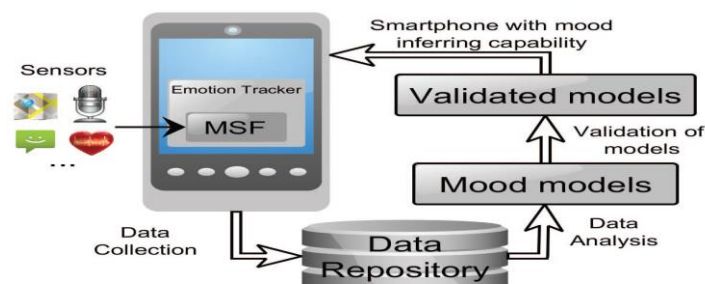 Smartphone with mood
inferring capability
Sensors
Emotion Tracker
MSF
...
Validated models
Validation of
models
Mood models
Data
Collection
Data
Repository
Data
Analysis